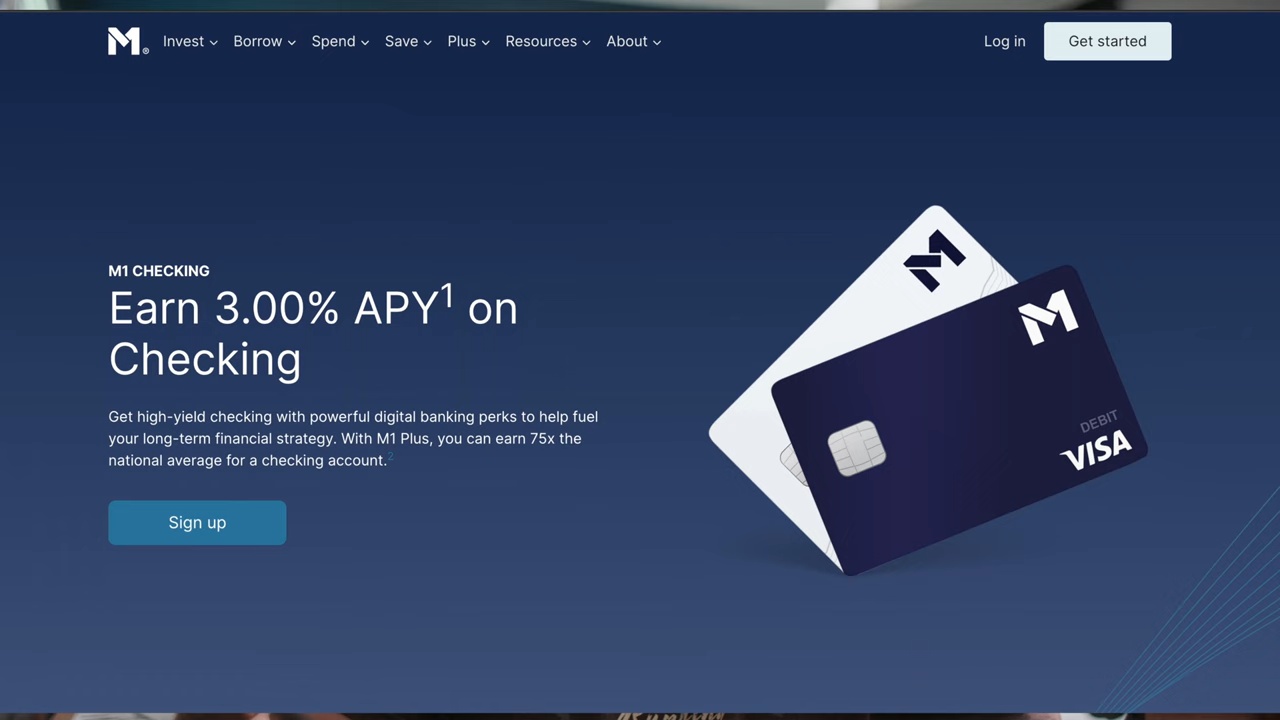 M®
Invest Borrow Spend Save Plus Resources About Log in Get started
M1 CHECKING
Earn 3.00% APY1 on
Checking
Get high-yield checking with powerful digital banking perks to help fuel
your long-term financial strategy. With M1 Plus, you can earn 75x the
national average for a checking account.2
Sign up
M
M
DEBIT
VISA